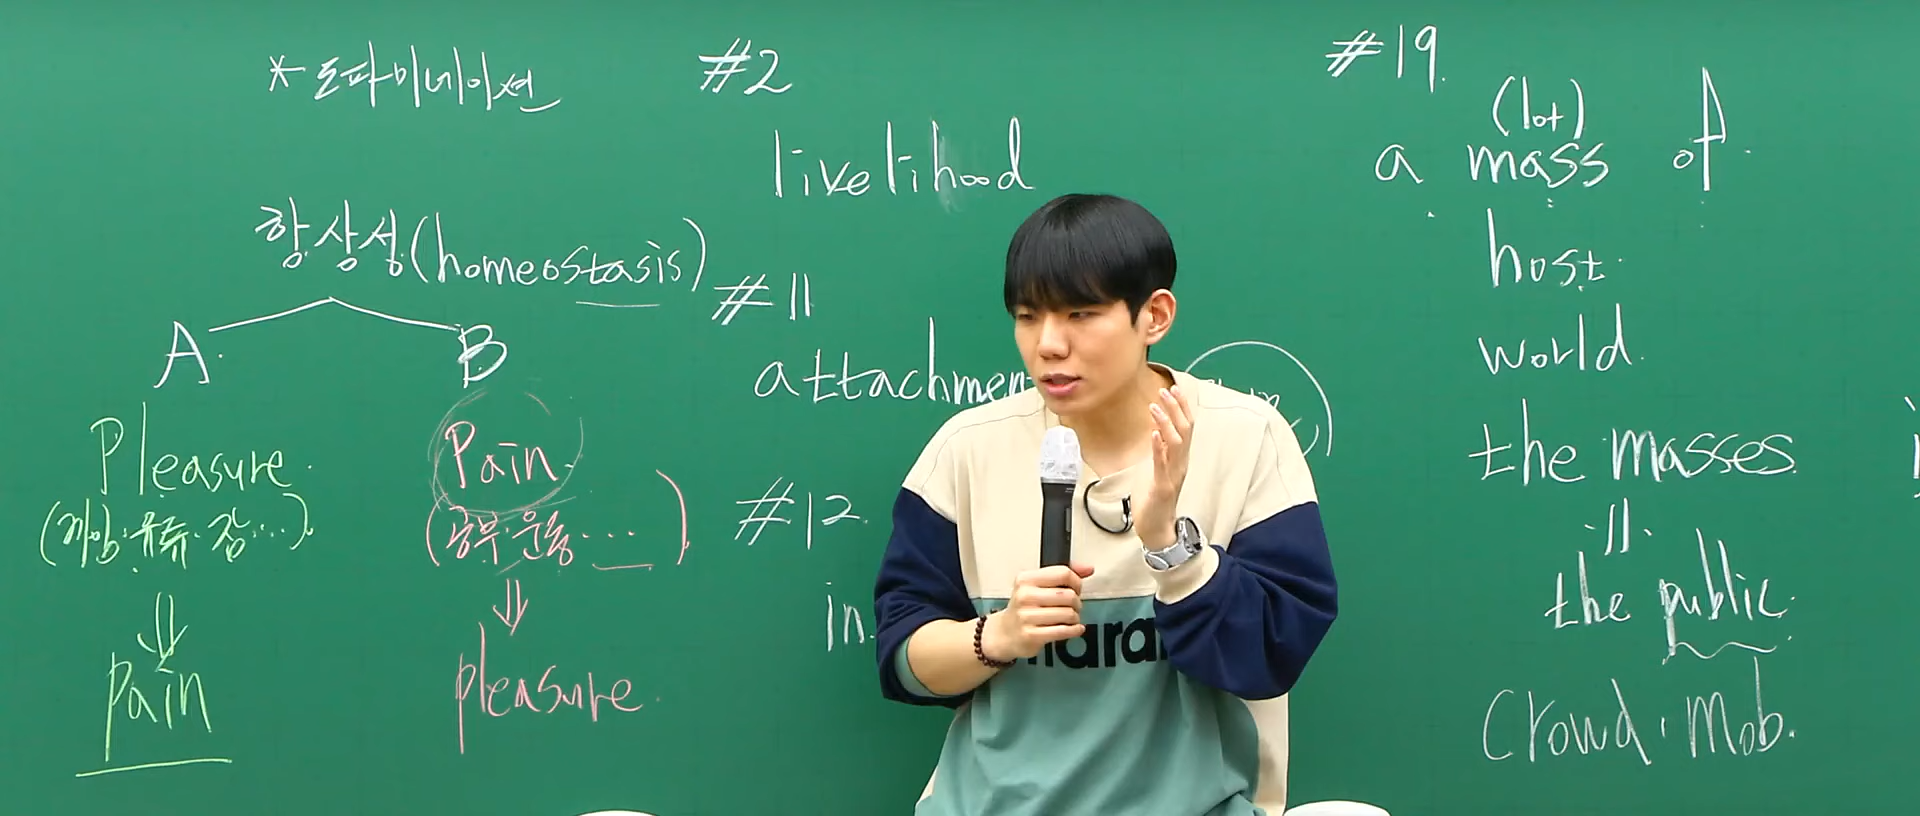 * 도파미네이션
항상성(homeostasis)
A.
B
Pleasure.
(게임·유튜·잠...).
⇓
Pain
Pain.
(공부·운동...).
⇓
pleasure.
#2
livelihood
#11
attachmen
#12.
in.
#19.
(lot)
a mass of.
host.
world.
the masses.
·||·
the public.
Crowd · Mob.